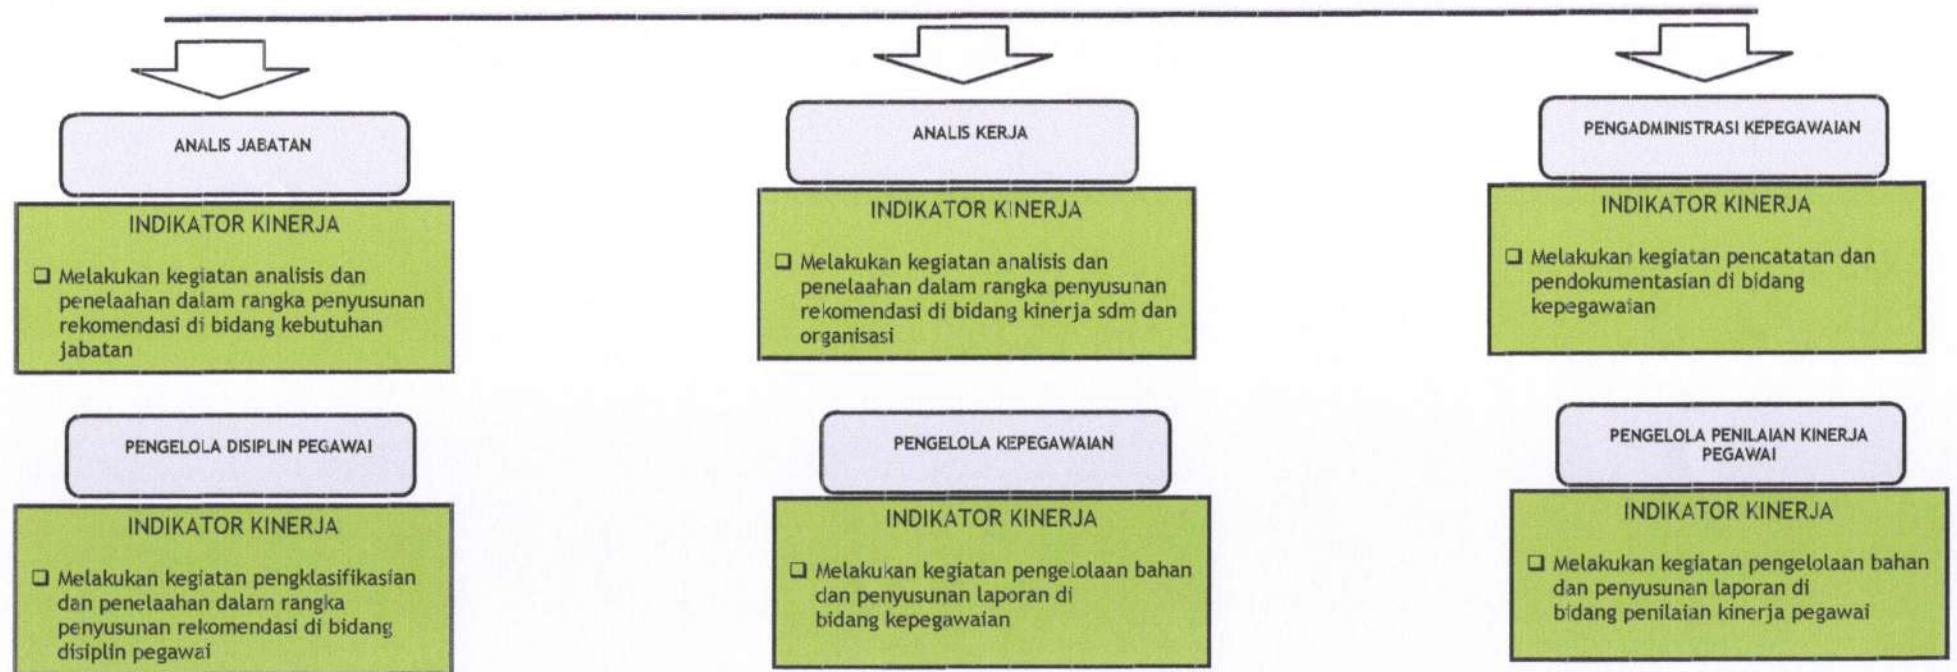 ANALIS JABATAN
INDIKATOR KINERJA
❑ Melakukan kegiatan analisis dan
penelaahan dalam rangka penyusunan
rekomendasi di bidang kebutuhan
jabatan
ANALIS KERJA
INDIKATOR KINERJA
❑ Melakukan kegiatan analisis dan
penelaahan dalam rangka penyusunan
rekomendasi di bidang kinerja sdm dan
organisasi
PENGADMINISTRASI KEPEGAWAIAN
INDIKATOR KINERJA
❑ Melakukan kegiatan pencatatan dan
pendokumentasian di bidang
kepegawaian
PENGELOLA DISIPLIN PEGAWAI
INDIKATOR KINERJA
❑ Melakukan kegiatan pengklasifikasian
dan penelaahan dalam rangka
penyusunan rekomendasi di bidang
disiplin pegawai
PENGELOLA KEPEGAWAIAN
INDIKATOR KINERJA
❑ Melakukan kegiatan pengelolaan bahan
dan penyusunan laporan di
bidang kepegawaian
PENGELOLA PENILAIAN KINERJA
PEGAWAI
INDIKATOR KINERJA
❑ Melakukan kegiatan pengelolaan bahan
dan penyusunan laporan di
bidang penilaian kinerja pegawai